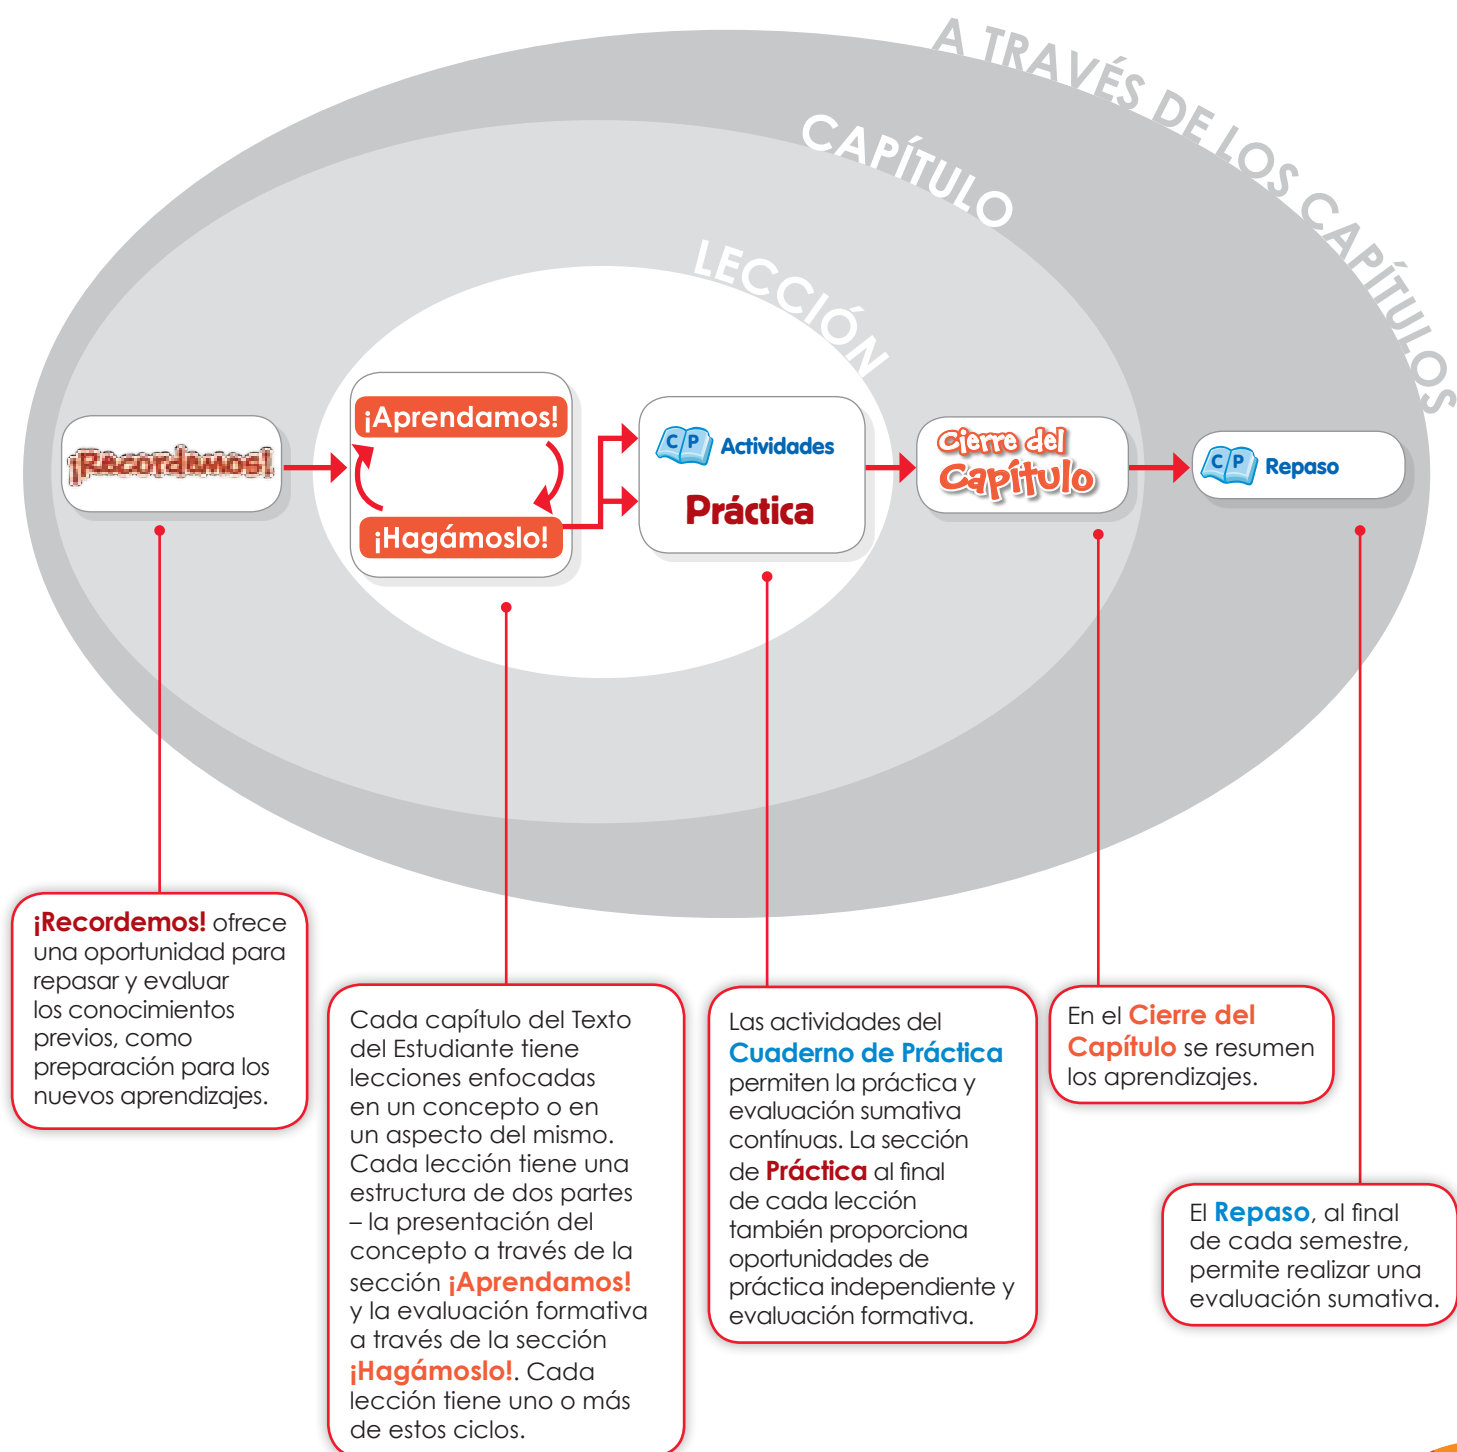 A TRAVÉS DE LOS CAPÍTULOS
CAPÍTULO
LECCIÓN
¡Recordemos!
¡Aprendamos!
¡Hagámoslo!
C P Actividades
Práctica
Cierre del
Capítulo
C P Repaso
¡Recordemos! ofrece
una oportunidad para
repasar y evaluar
los conocimientos
previos, como
preparación para los
nuevos aprendizajes.
Cada capítulo del Texto
del Estudiante tiene
lecciones enfocadas
en un concepto o en
un aspecto del mismo.
Cada lección tiene una
estructura de dos partes
– la presentación del
concepto a través de la
sección ¡Aprendamos!
y la evaluación formativa
a través de la sección
¡Hagámoslo!. Cada
lección tiene uno o más
de estos ciclos.
Las actividades del
Cuaderno de Práctica
permiten la práctica y
evaluación sumativa
contínuas. La sección
de Práctica al final
de cada lección
también proporciona
oportunidades de
práctica independiente y
evaluación formativa.
En el Cierre del
Capítulo se resumen
los aprendizajes.
El Repaso, al final
de cada semestre,
permite realizar una
evaluación sumativa.